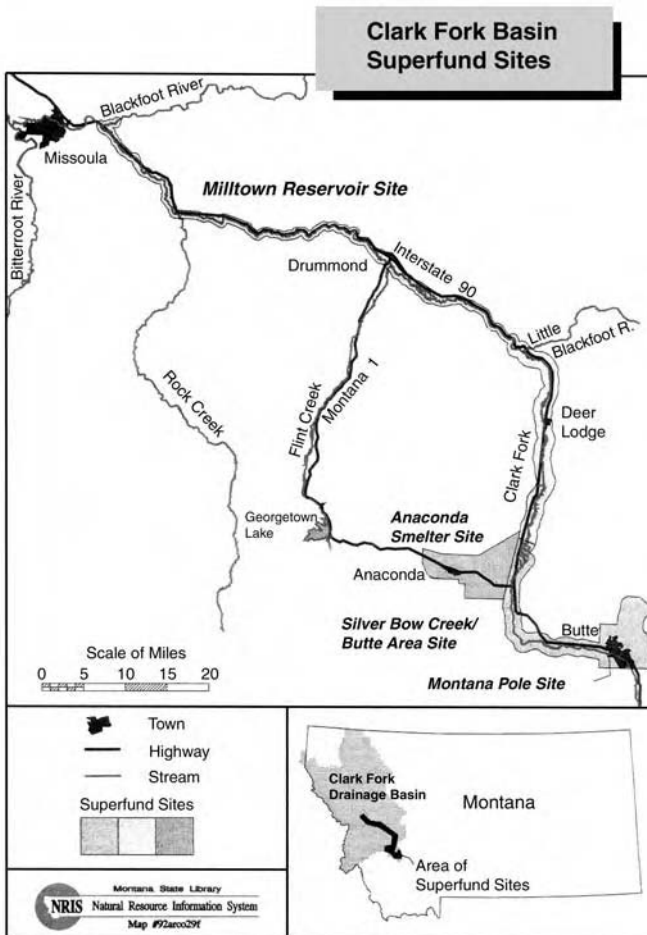 Clark Fork Basin
Superfund Sites
Blackfoot River
Missoula
Bitterroot River
Milltown Reservoir Site
Drummond
Interstate 90
Little
Blackfoot R.
Rock Creek
Flint Creek
Montana 1
Deer
Lodge
Clark Fork
Georgetown
Lake
Anaconda
Smelter Site
Anaconda
Silver Bow Creek/
Butte Area Site
Butte
Montana Pole Site
Scale of Miles
0 5 10 15 20
Town
Highway
Stream
Superfund Sites
Clark Fork
Drainage Basin
Montana
Area of
Superfund Sites
Montana State Library
NRIS Natural Resource Information System
Map #92arco29f